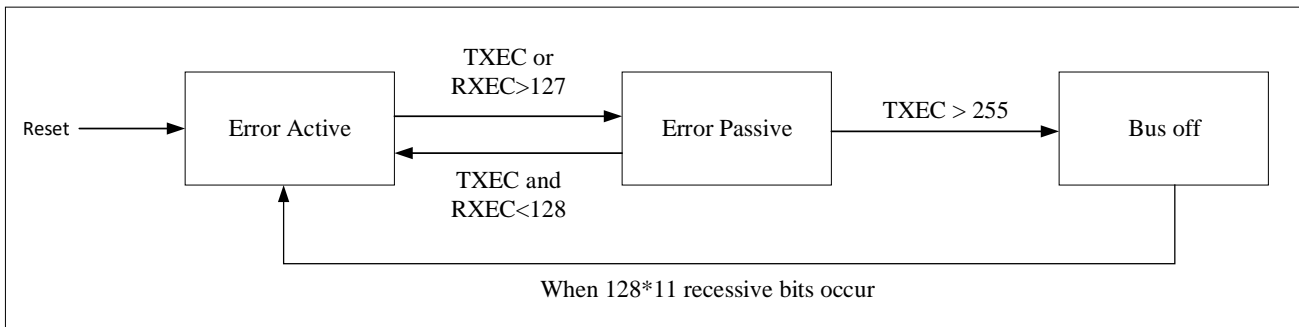 TXEC or
RXEC>127
Reset
Error Active
Error Passive
TXEC > 255
Bus off
TXEC and
RXEC<128
When 128*11 recessive bits occur